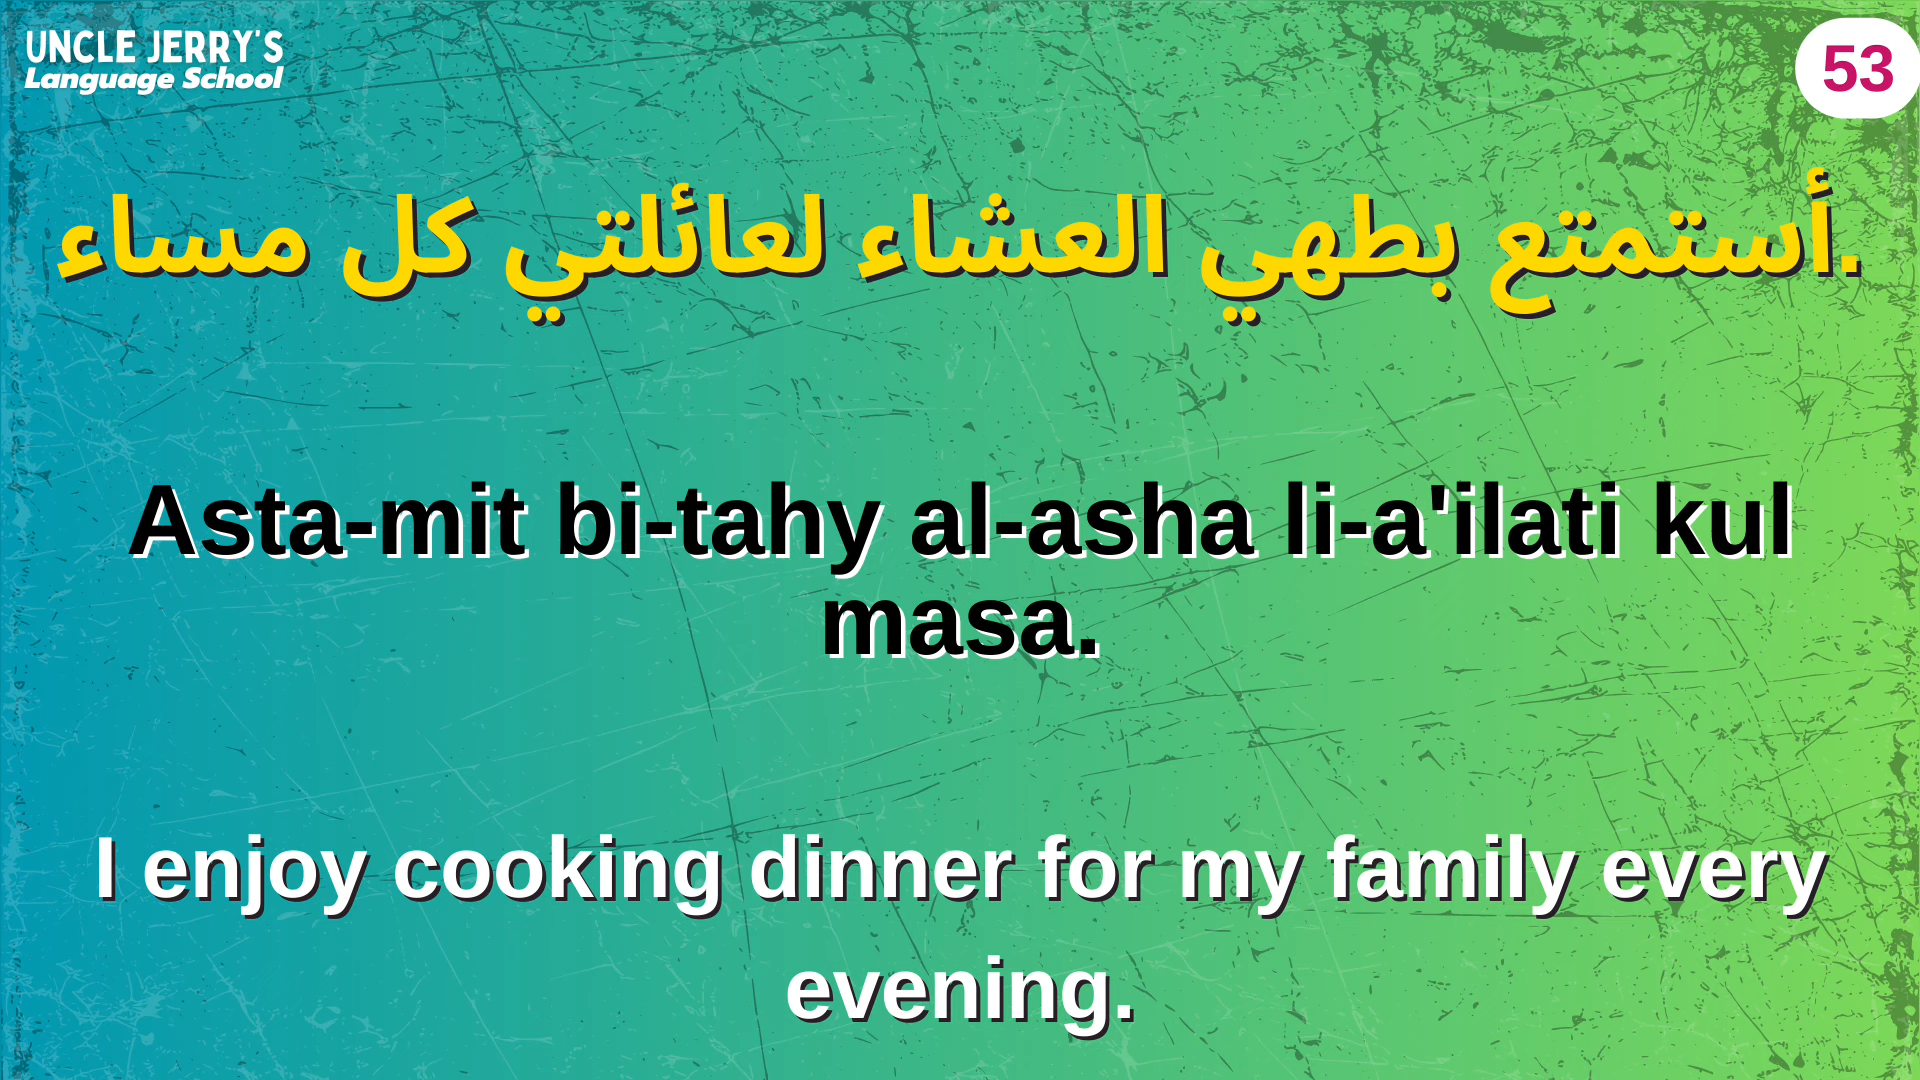 UNCLE JERRY'S
Language School
53
أستمتع بطهي العشاء لعائلتي كل مساء.
Asta-mit bi-tahy al-asha li-a'ilati kul
masa.
I enjoy cooking dinner for my family every
evening.